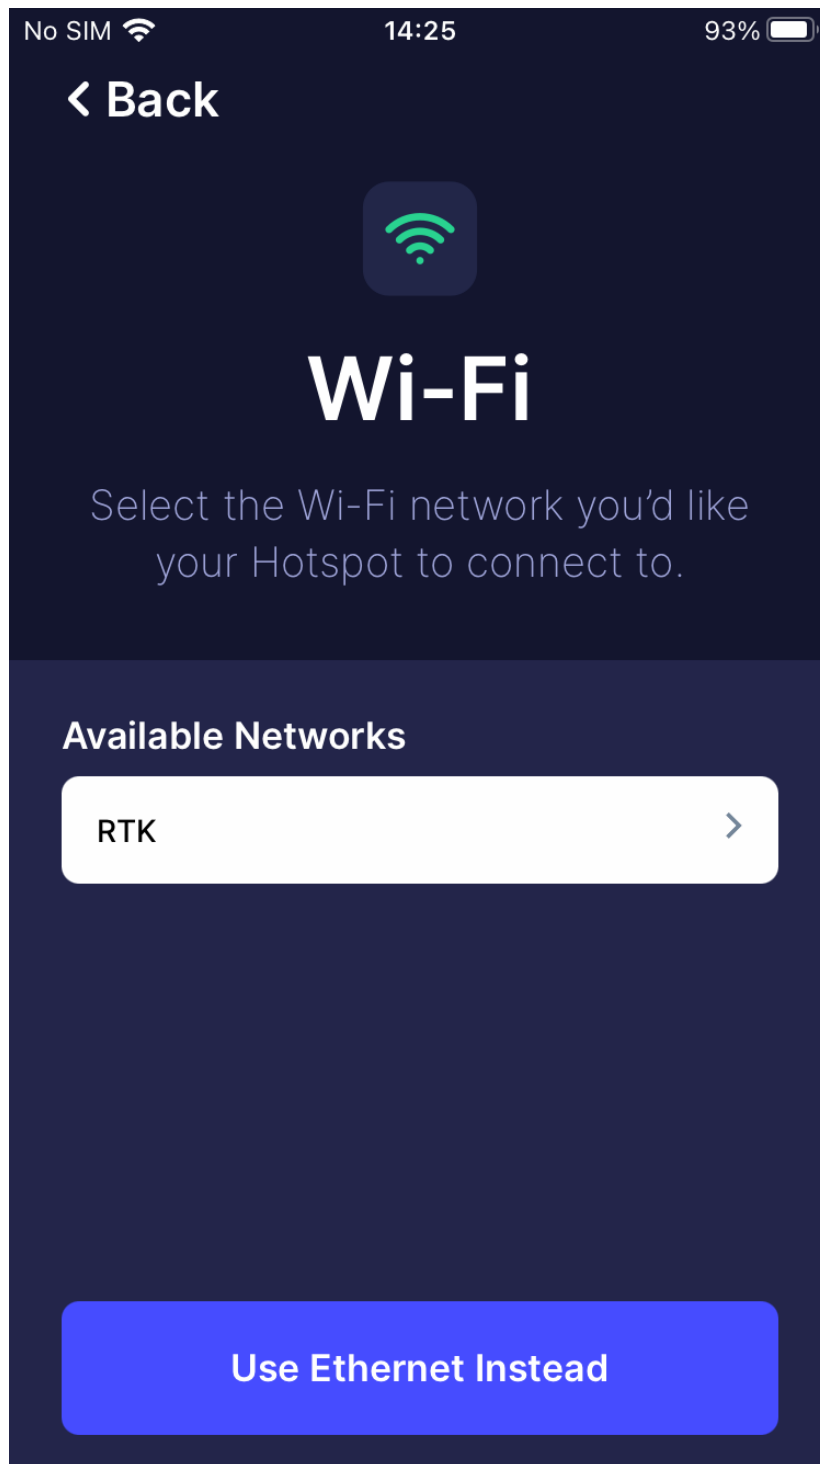 No SIM 14:25 93%
Back
Wi-Fi
Select the Wi-Fi network you’d like
your Hotspot to connect to.
Available Networks
RTK
Use Ethernet Instead